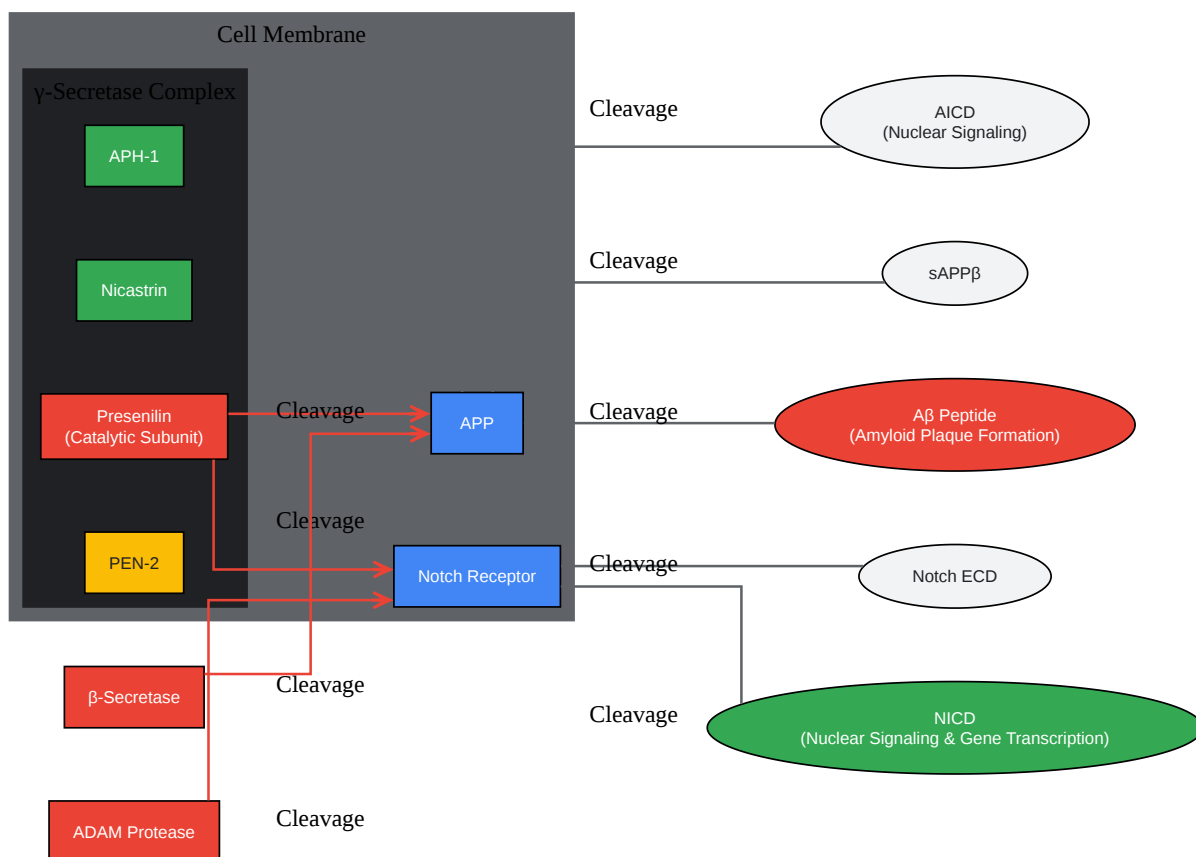 Cell Membrane
γ-Secretase Complex
APH-1
Nicastrin
Presenilin
(Catalytic Subunit)
PEN-2
β-Secretase
ADAM Protease
Cleavage
Cleavage
Cleavage
Cleavage
APP
Notch Receptor
Cleavage
Cleavage
Cleavage
Cleavage
Cleavage
AICD
(Nuclear Signaling)
sAPPβ
Aβ Peptide
(Amyloid Plaque Formation)
Notch ECD
NICD
(Nuclear Signaling & Gene Transcription)